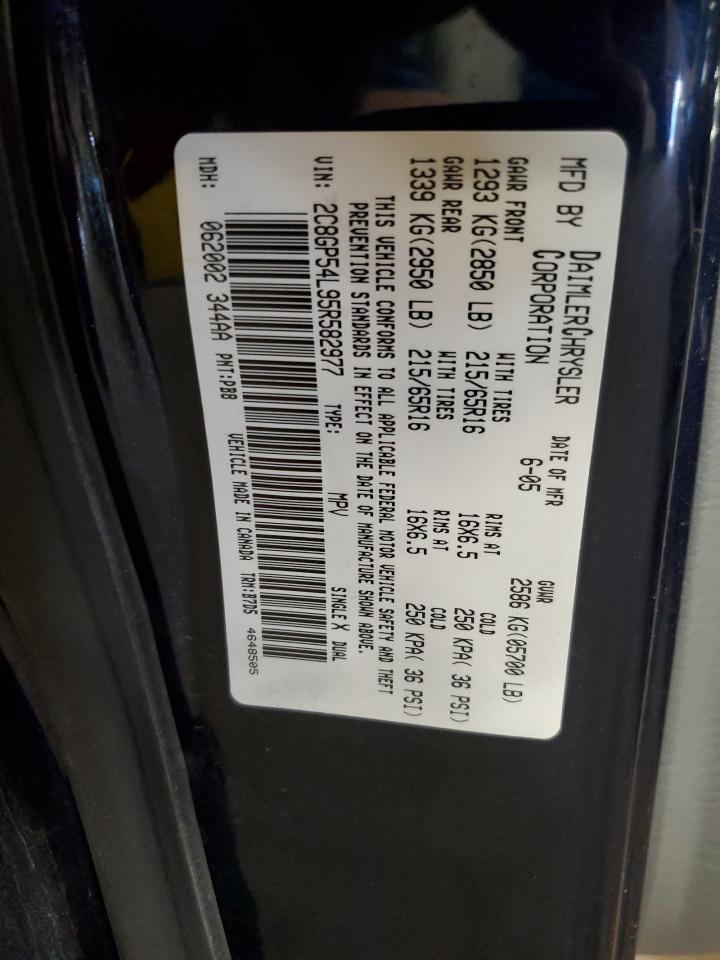 MFD BY DAIMLERCHRYSLER CORPORATION
DATE OF MFR 6-05
GVWR 2586 KG(05700 LB)
GAWR FRONT WITH TIRES RIMS AT COLD
1293 KG(2850 LB) 215/65R16 16X6.5 250 KPA( 36 PSI)
GAWR REAR WITH TIRES RIMS AT COLD
1339 KG(2850 LB) 215/65R16 16X6.5 250 KPA( 36 PSI)
THIS VEHICLE CONFORMS TO ALL APPLICABLE FEDERAL MOTOR VEHICLE SAFETY AND THEFT
PREVENTION STANDARDS IN EFFECT ON THE DATE OF MANUFACTURE SHOWN ABOVE.
VIN: 2C8GP54L95R582977 TYPE: MPV SINGLE X DUAL
MDH: 062002 344AA PNT:PB8 VEHICLE MADE IN CANADA TRM:B7D5 4648505